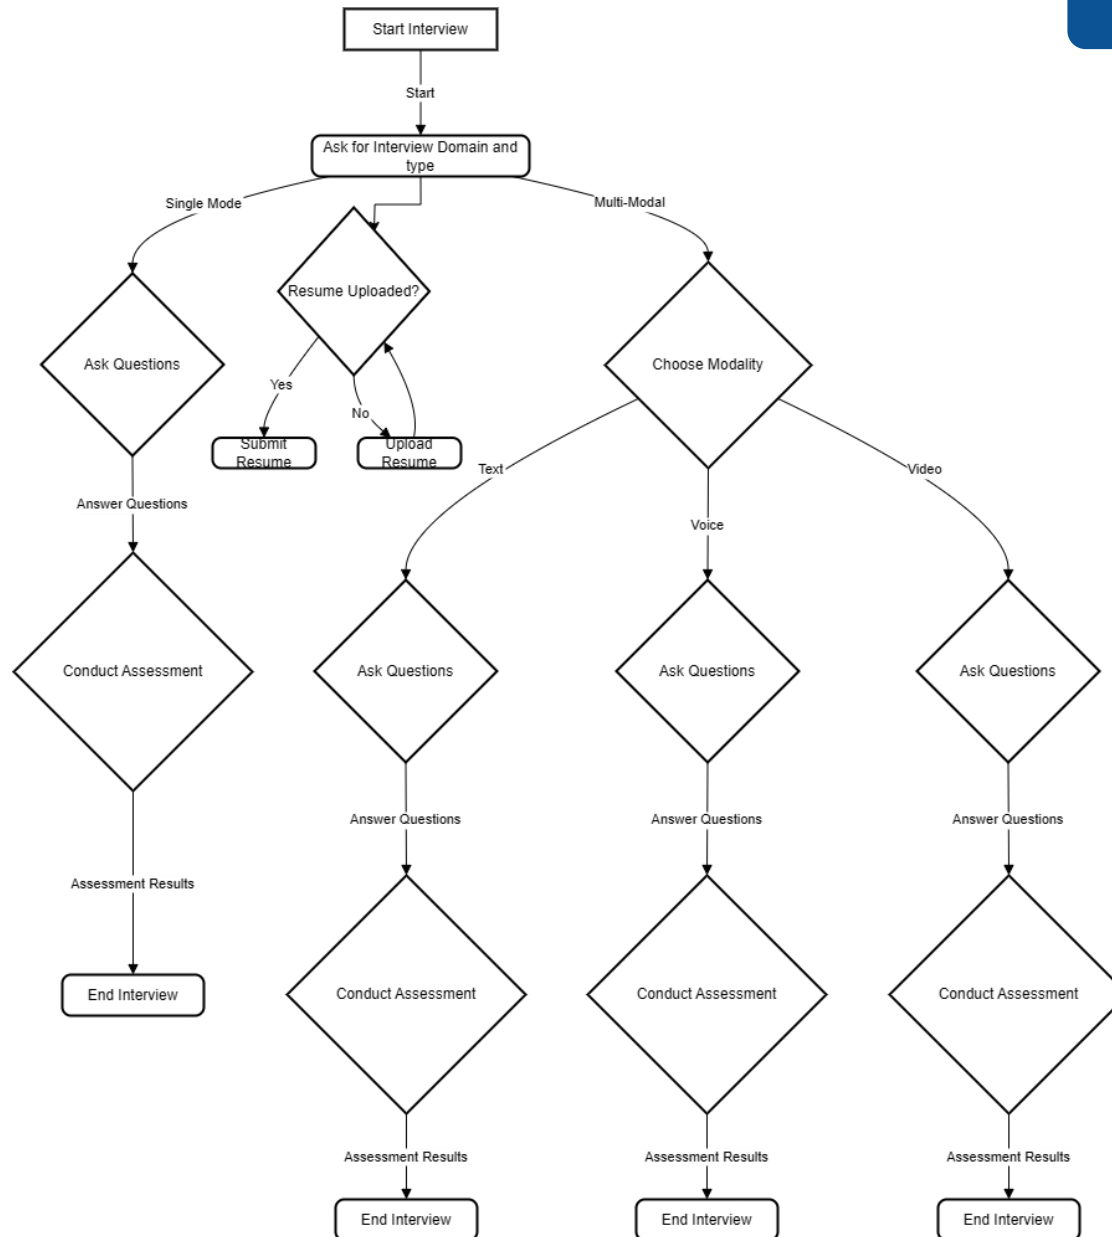 Start Interview
Start
Ask for Interview Domain and
type
Single Mode
Multi-Modal
Resume Uploaded?
Ask Questions
Choose Modality
Yes
No
Submit
Resume
Upload
Resume
Text
Video
Answer Questions
Voice
Conduct Assessment
Ask Questions
Ask Questions
Ask Questions
Answer Questions
Answer Questions
Answer Questions
Assessment Results
End Interview
Conduct Assessment
Conduct Assessment
Conduct Assessment
Assessment Results
Assessment Results
Assessment Results
End Interview
End Interview
End Interview